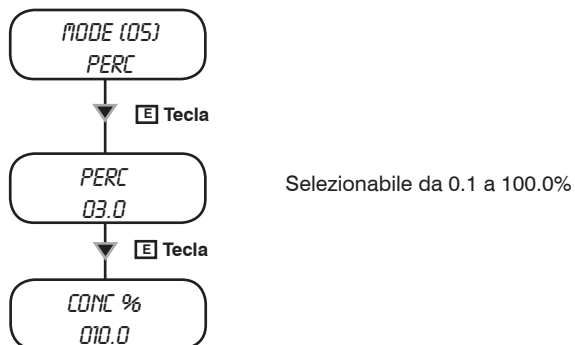 MODE (05)
PERC
E Tecla
PERC
03.0
Selezionabile da 0.1 a 100.0%
E Tecla
CONC %
010.0